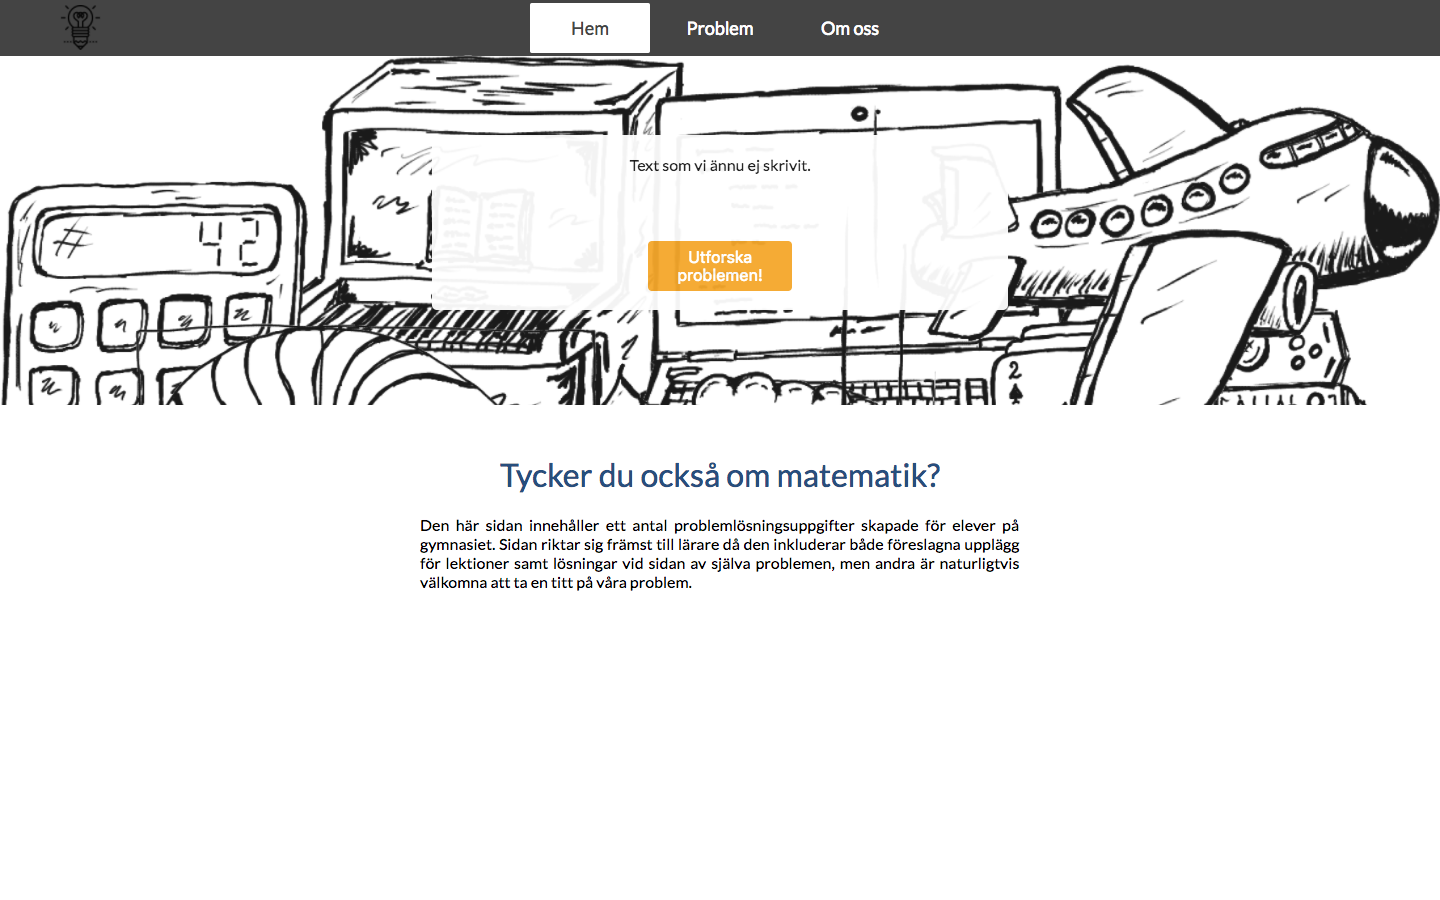 Hem
Problem
Om oss
Text som vi ännu ej skrivit.
Utforska
problemen!
42
2
Tycker du också om matematik?
Den här sidan innehåller ett antal problemlösningsuppgifter skapade för elever på
gymnasiet. Sidan riktar sig främst till lärare då den inkluderar både föreslagna upplägg
för lektioner samt lösningar vid sidan av själva problemen, men andra är naturligtvis
välkomna att ta en titt på våra problem.